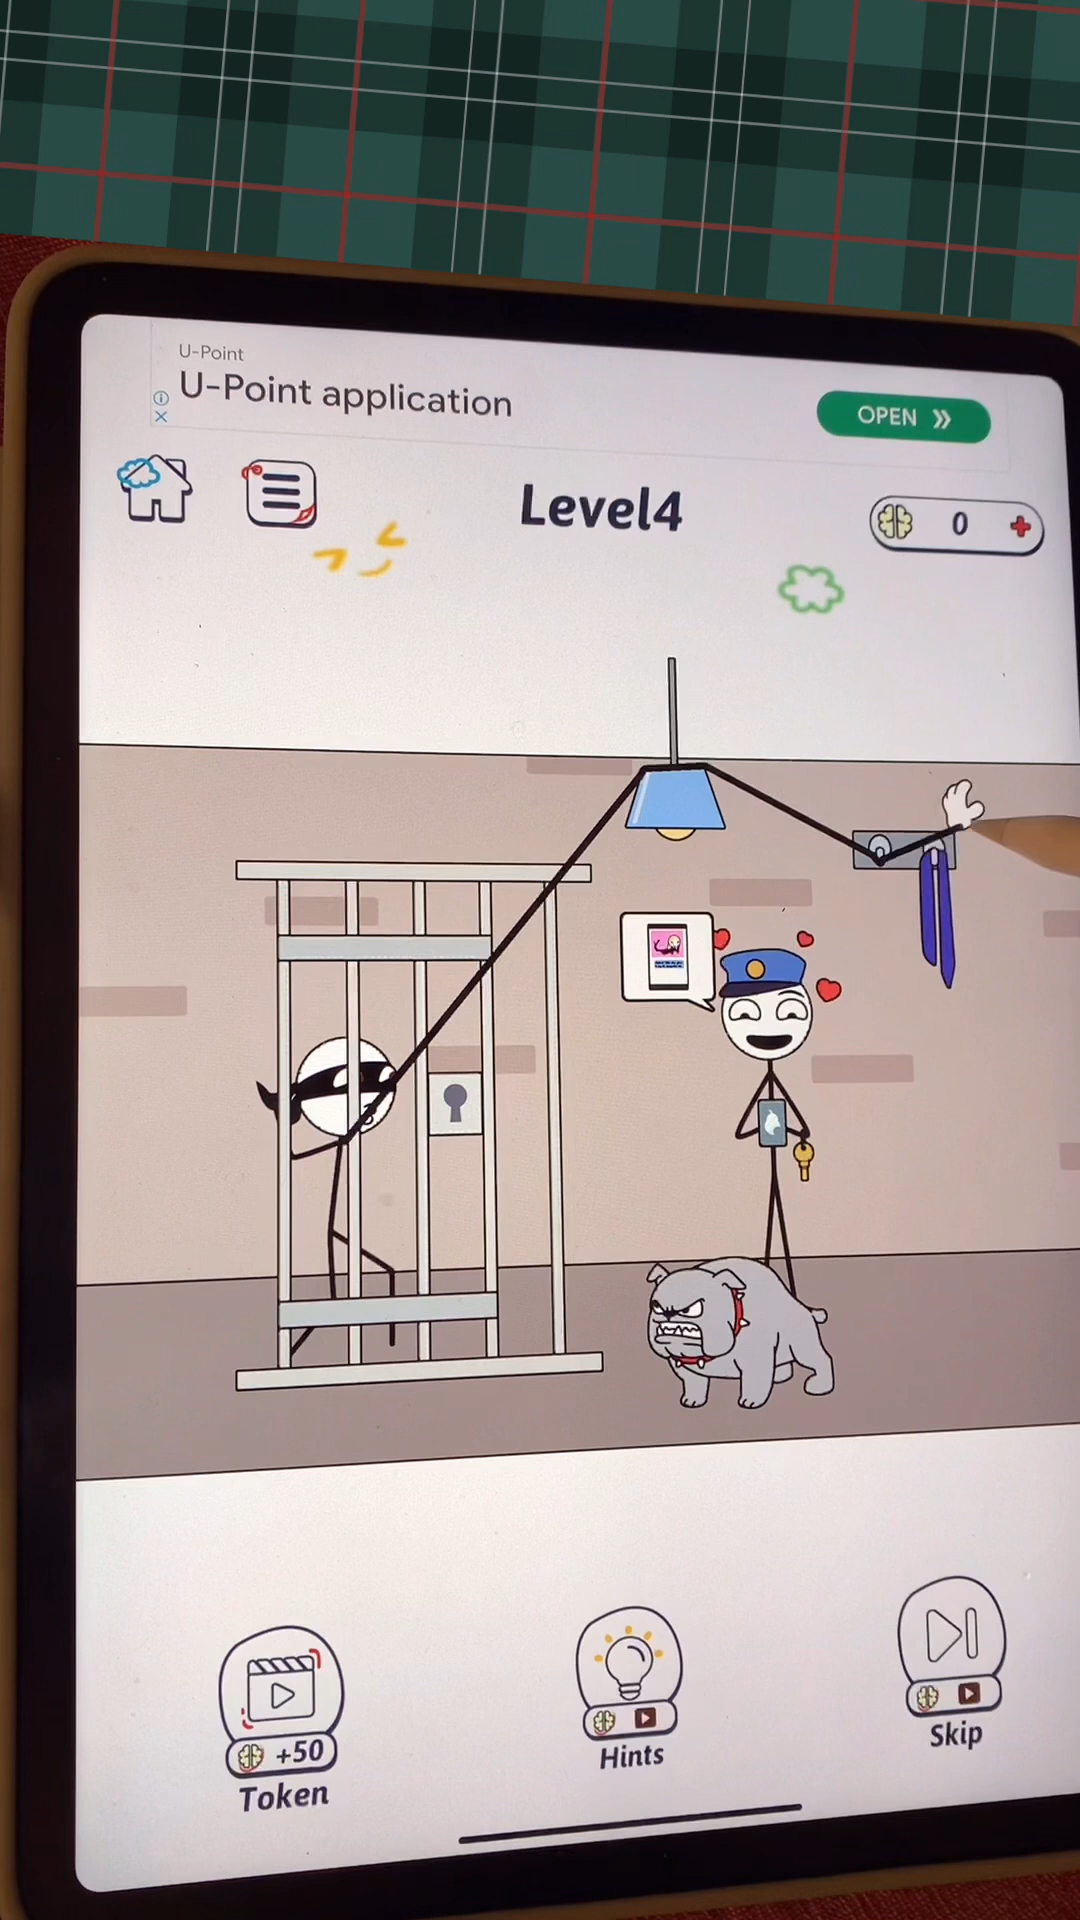 U-Point
U-Point application
OPEN
Level4
0
+50
Token
Hints
Skip